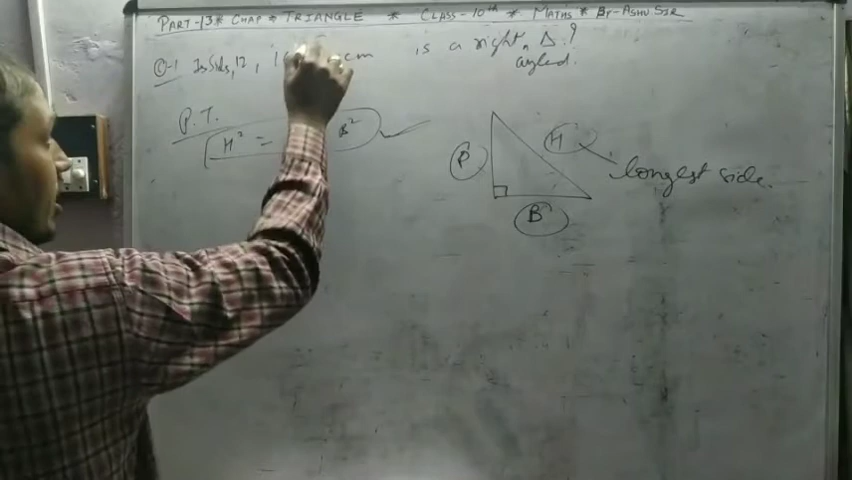 PART-13 * CHAP * TRIANGLE * CLASS-10th * MATHS * BY-ASHU SIR
Q-1 Is Sides, 12, cm is a right angled Δ.?
P.T.
H² = B²
P
H
longest side.
B